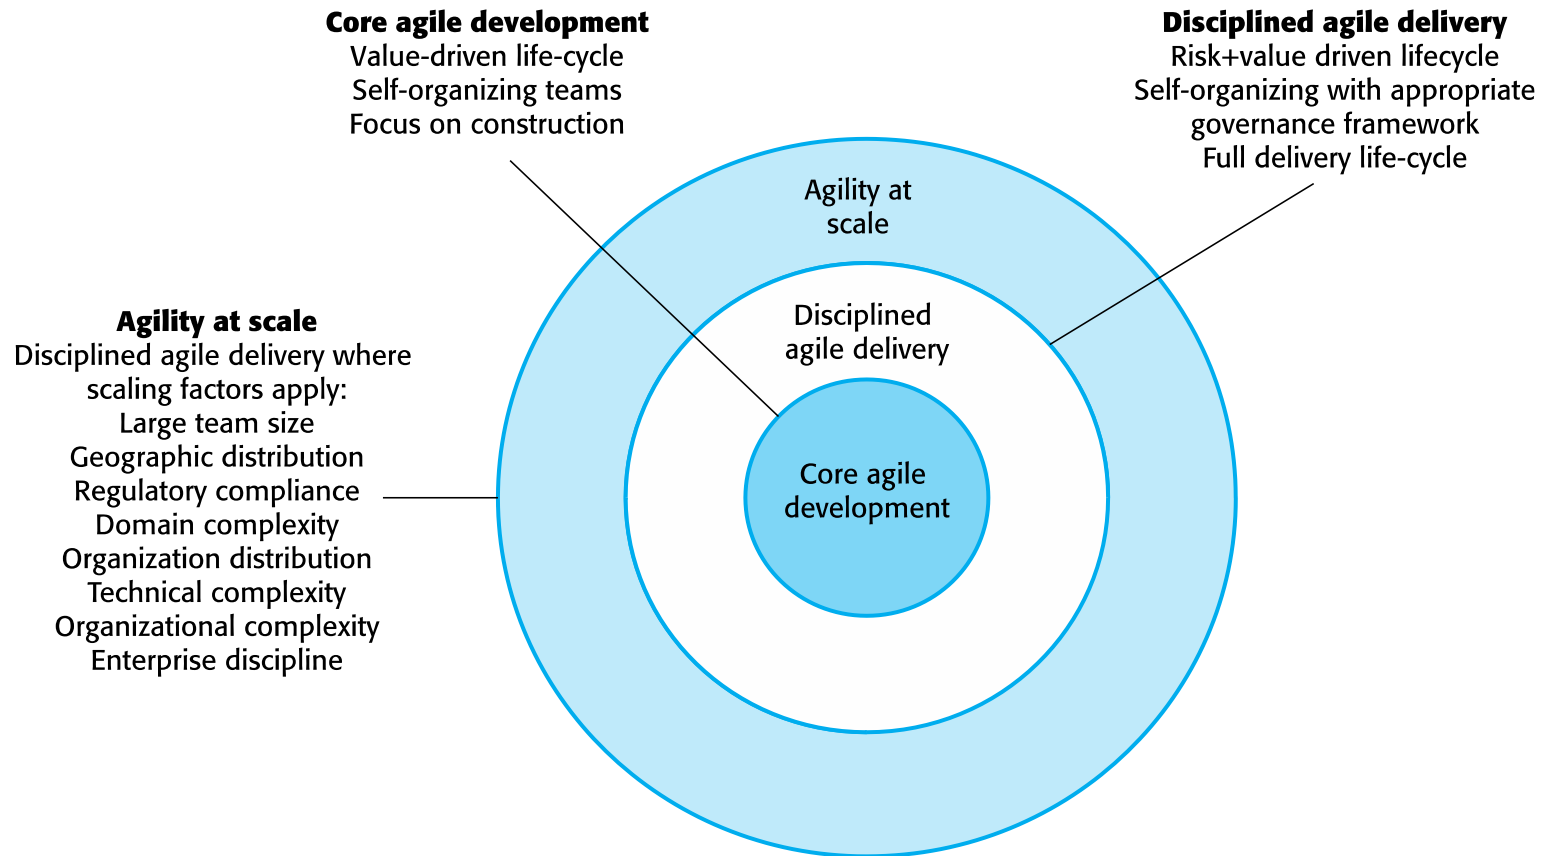 Core agile development
Value-driven life-cycle
Self-organizing teams
Focus on construction
Disciplined agile delivery
Risk+value driven lifecycle
Self-organizing with appropriate
governance framework
Full delivery life-cycle
Agility at
scale
Disciplined
agile delivery
Core agile
development
Agility at scale
Disciplined agile delivery where
scaling factors apply:
Large team size
Geographic distribution
Regulatory compliance
Domain complexity
Organization distribution
Technical complexity
Organizational complexity
Enterprise discipline